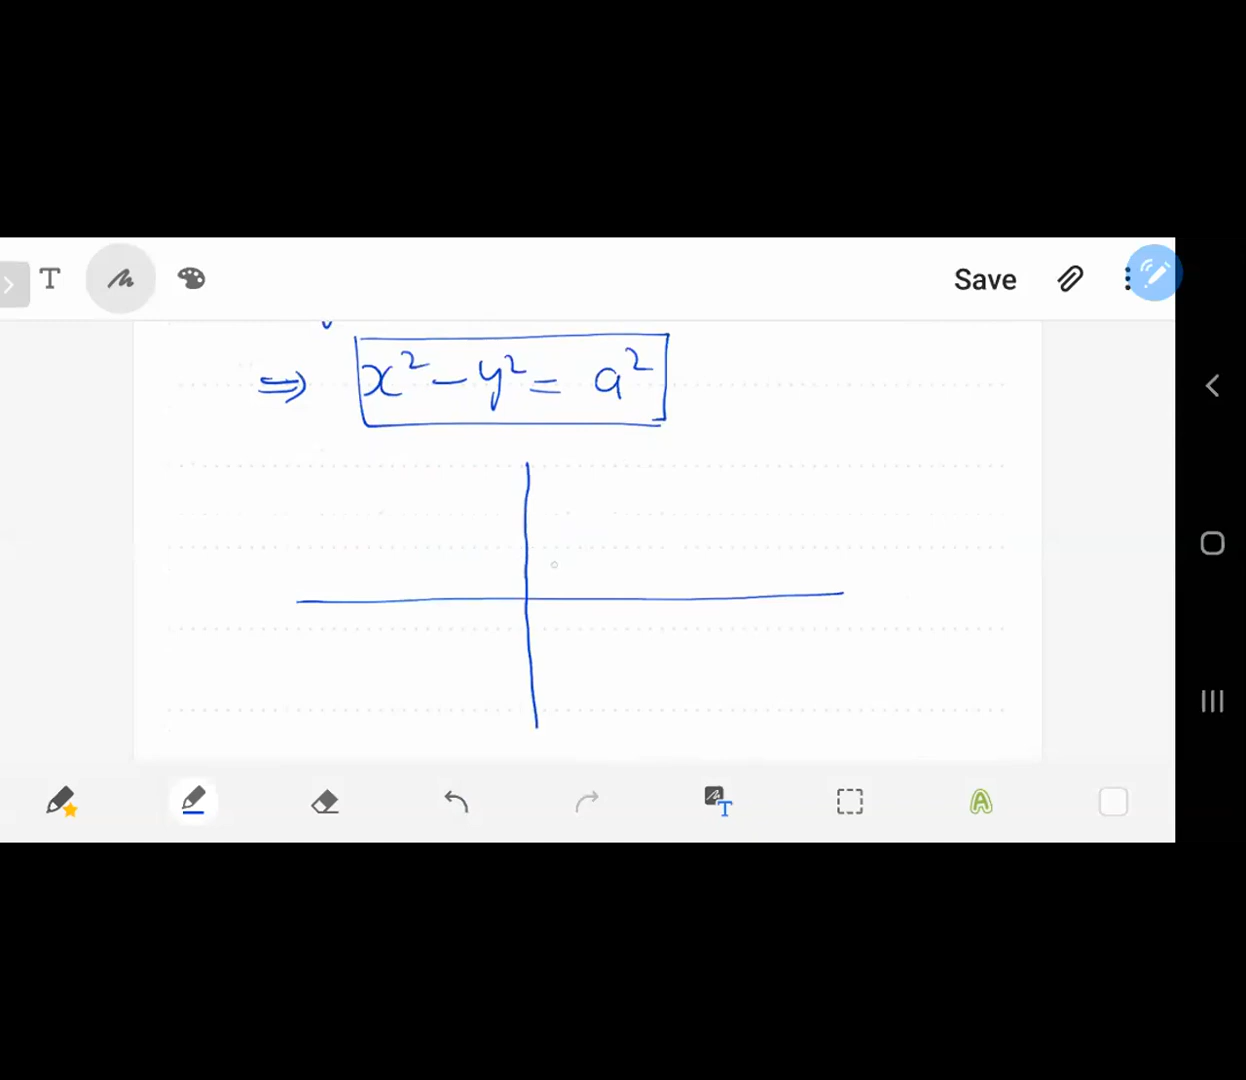 T
Save
⇒ x² - y² = a²
T
A